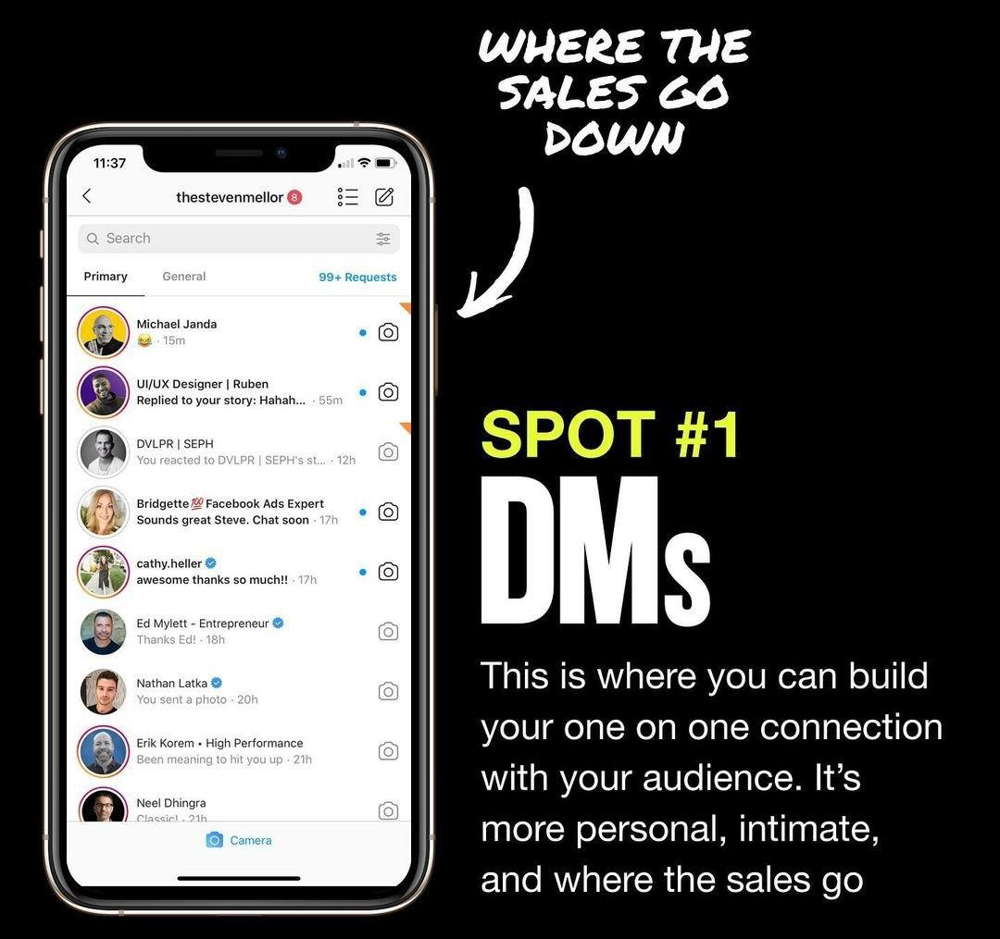 WHERE THE
SALES GO
DOWN
11:37
thestevenmellor 8
Search
Primary General 99+ Requests
Michael Janda
😂 · 15m
UI/UX Designer | Ruben
Replied to your story: Hahah... · 55m
DVLPR | SEPH
You reacted to DVLPR | SEPH's st... · 12h
Bridgette💯Facebook Ads Expert
Sounds great Steve. Chat soon · 17h
cathy.heller
awesome thanks so much!! · 17h
Ed Mylett - Entrepreneur
Thanks Ed! · 18h
Nathan Latka
You sent a photo · 20h
Erik Korem • High Performance
Been meaning to hit you up · 21h
Neel Dhingra
Classic! · 21h
Camera
SPOT #1
DMs
This is where you can build
your one on one connection
with your audience. It’s
more personal, intimate,
and where the sales go